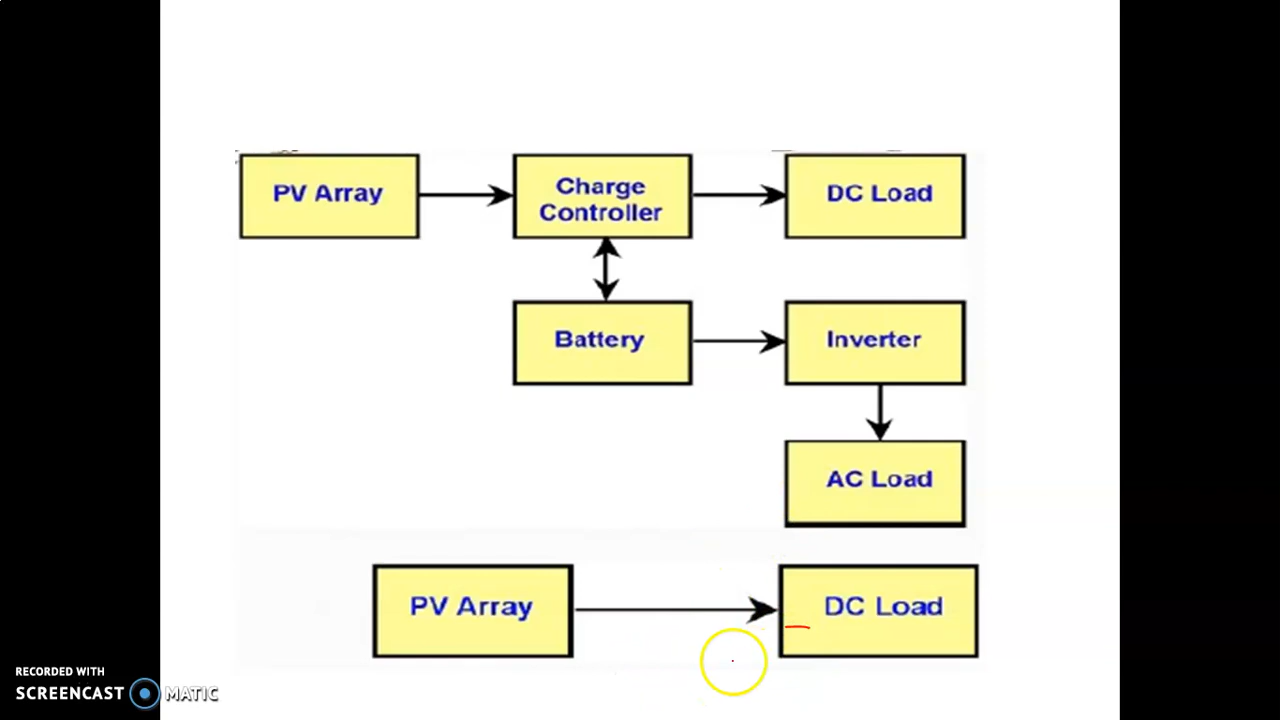 PV Array
Charge
Controller
DC Load
Battery
Inverter
AC Load
PV Array
DC Load
RECORDED WITH
SCREENCAST MATIC